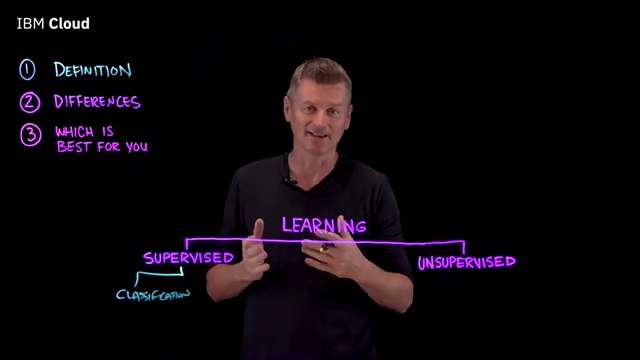 IBM Cloud
1 DEFINITION
2 DIFFERENCES
3 WHICH IS
BEST FOR YOU
LEARNING
SUPERVISED
UNSUPERVISED
CLASSIFICATION